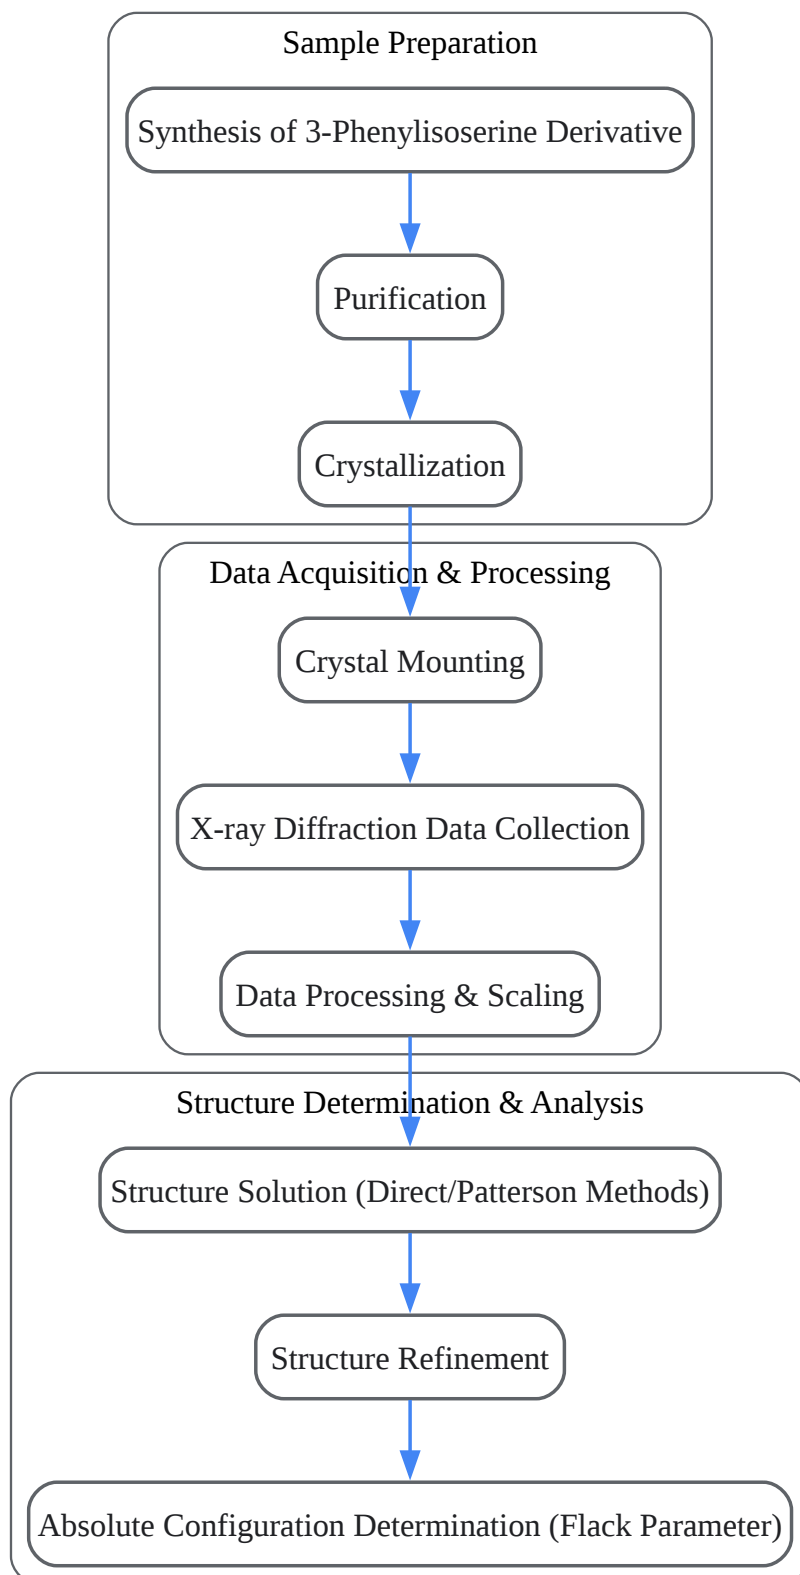 Sample Preparation
Synthesis of 3-Phenylisoserine Derivative
Purification
Crystallization
Data Acquisition & Processing
Crystal Mounting
X-ray Diffraction Data Collection
Data Processing & Scaling
Structure Determination & Analysis
Structure Solution (Direct/Patterson Methods)
Structure Refinement
Absolute Configuration Determination (Flack Parameter)